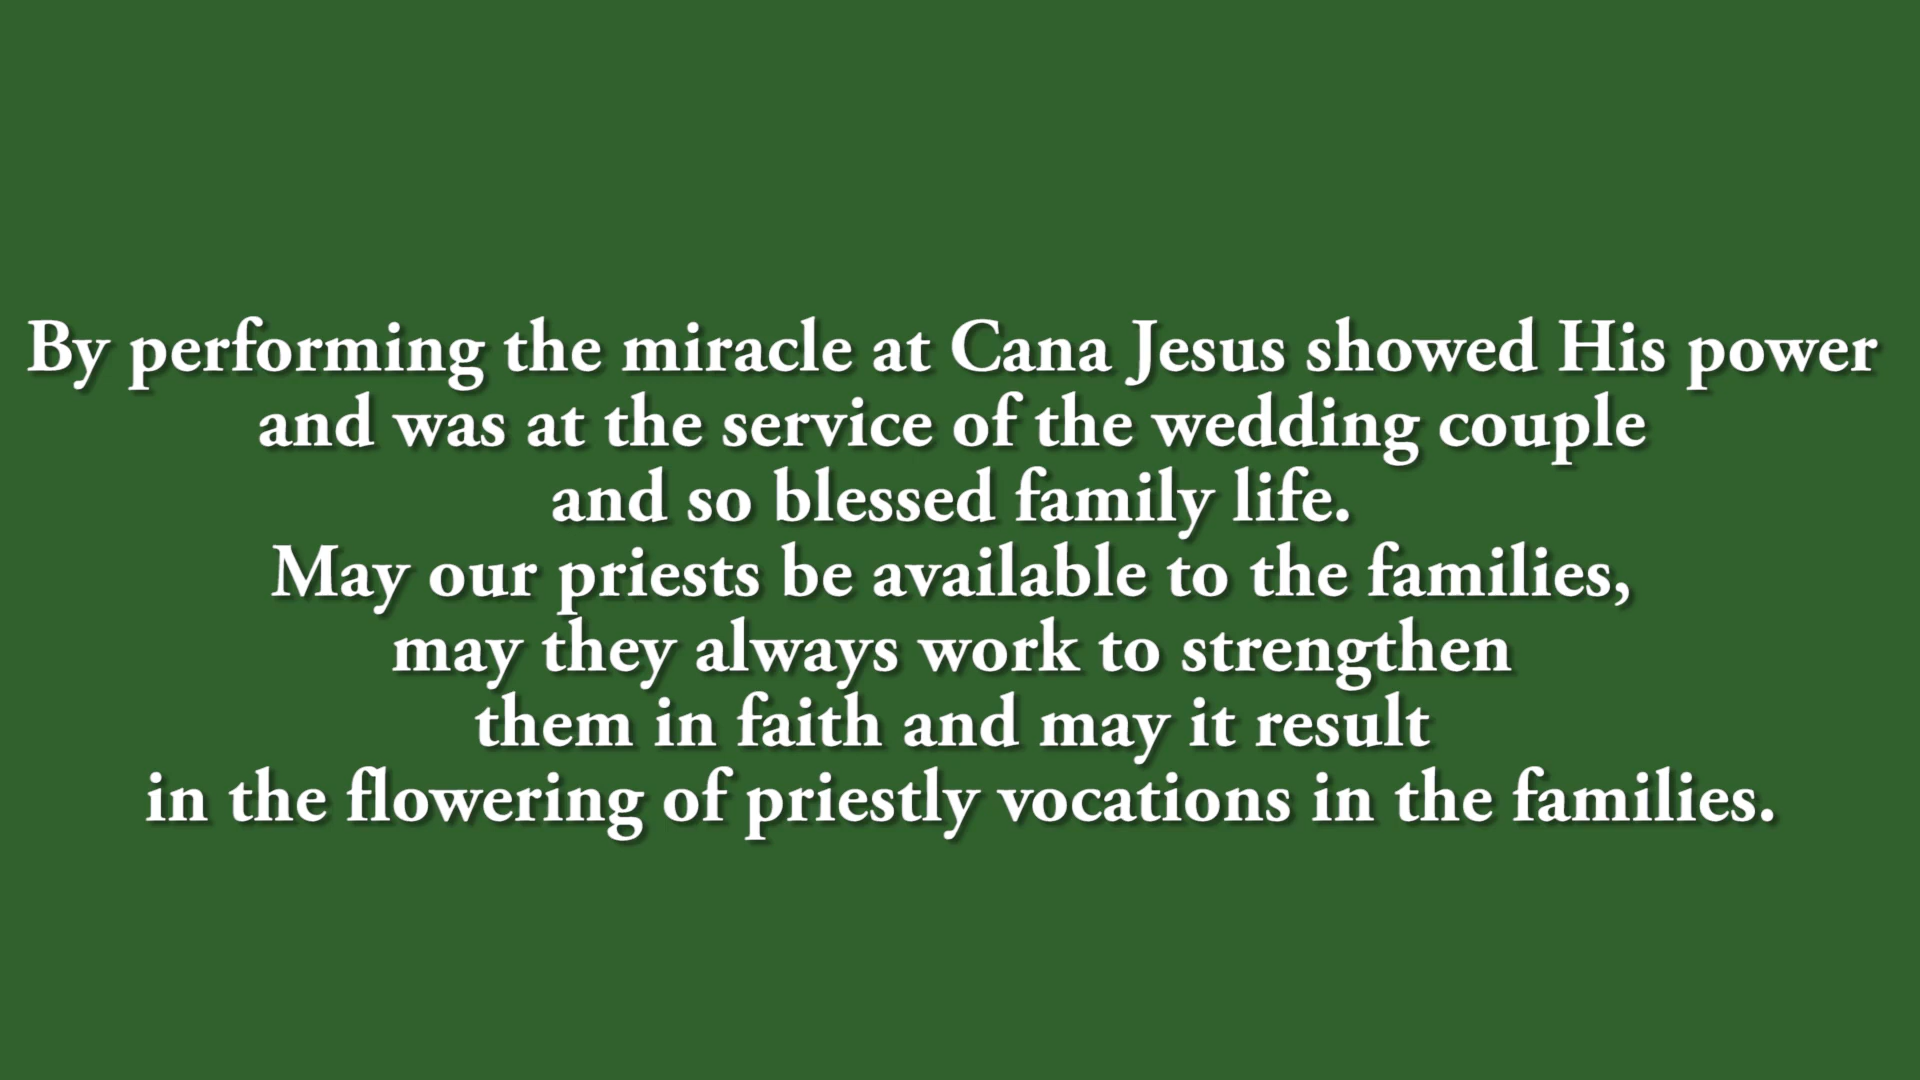 By performing the miracle at Cana Jesus showed His power
and was at the service of the wedding couple
and so blessed family life.
May our priests be available to the families,
may they always work to strengthen
them in faith and may it result
in the flowering of priestly vocations in the families.